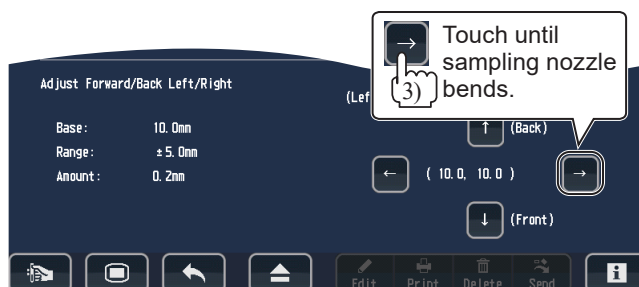 Touch until
sampling nozzle
bends.
3)
Adjust Forward/Back Left/Right
(Lef
Base: 10.0mm
Range: ±5.0mm
Amount: 0.2mm
↑ (Back)
← ( 10.0, 10.0 ) →
↓ (Front)
Edit Print Delete Send
i